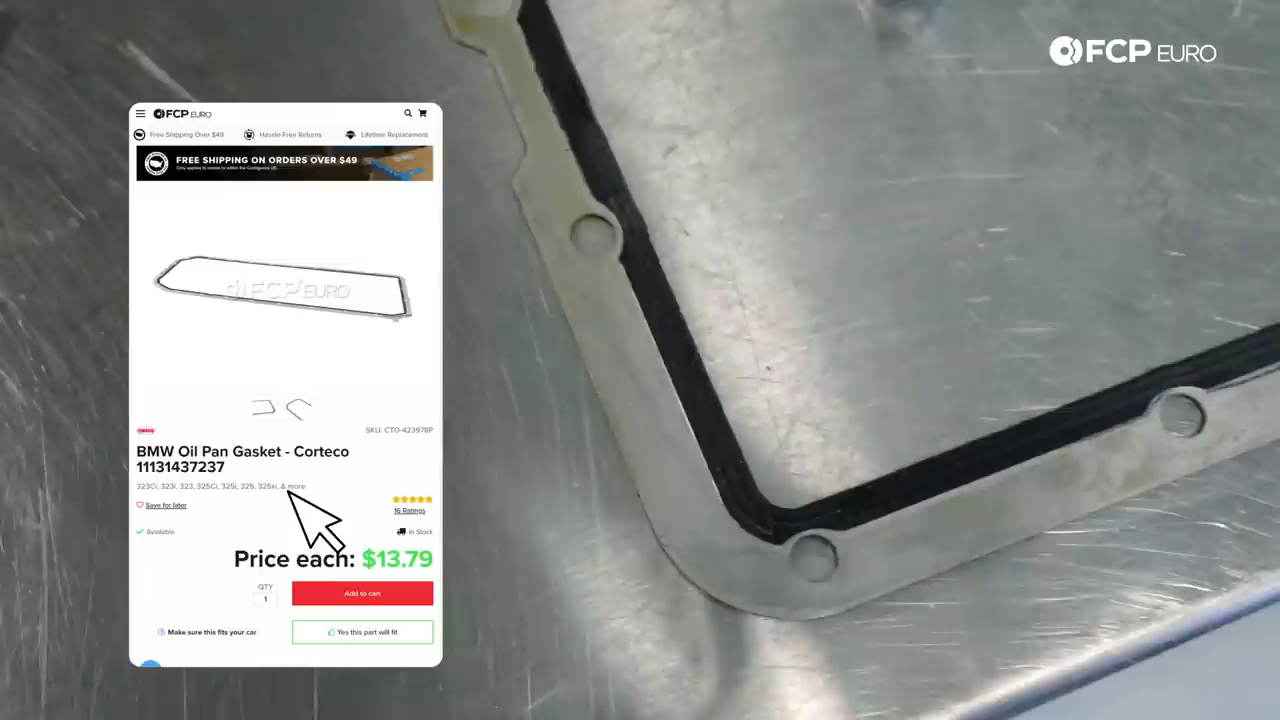 FCP EURO
FCP EURO
Free Shipping Over $49
Hassle-Free Returns
Lifetime Replacement
FREE SHIPPING ON ORDERS OVER $49
FCP EURO
SKU: CTO-423978P
BMW Oil Pan Gasket - Corteco
11131437237
323Ci, 323i, 323, 325Ci, 325i, 325, 325xi, & more
Save for later
16 Ratings
Available
In Stock
Price each: $13.79
QTY
1
Add to cart
Make sure this fits your car
Yes this part will fit